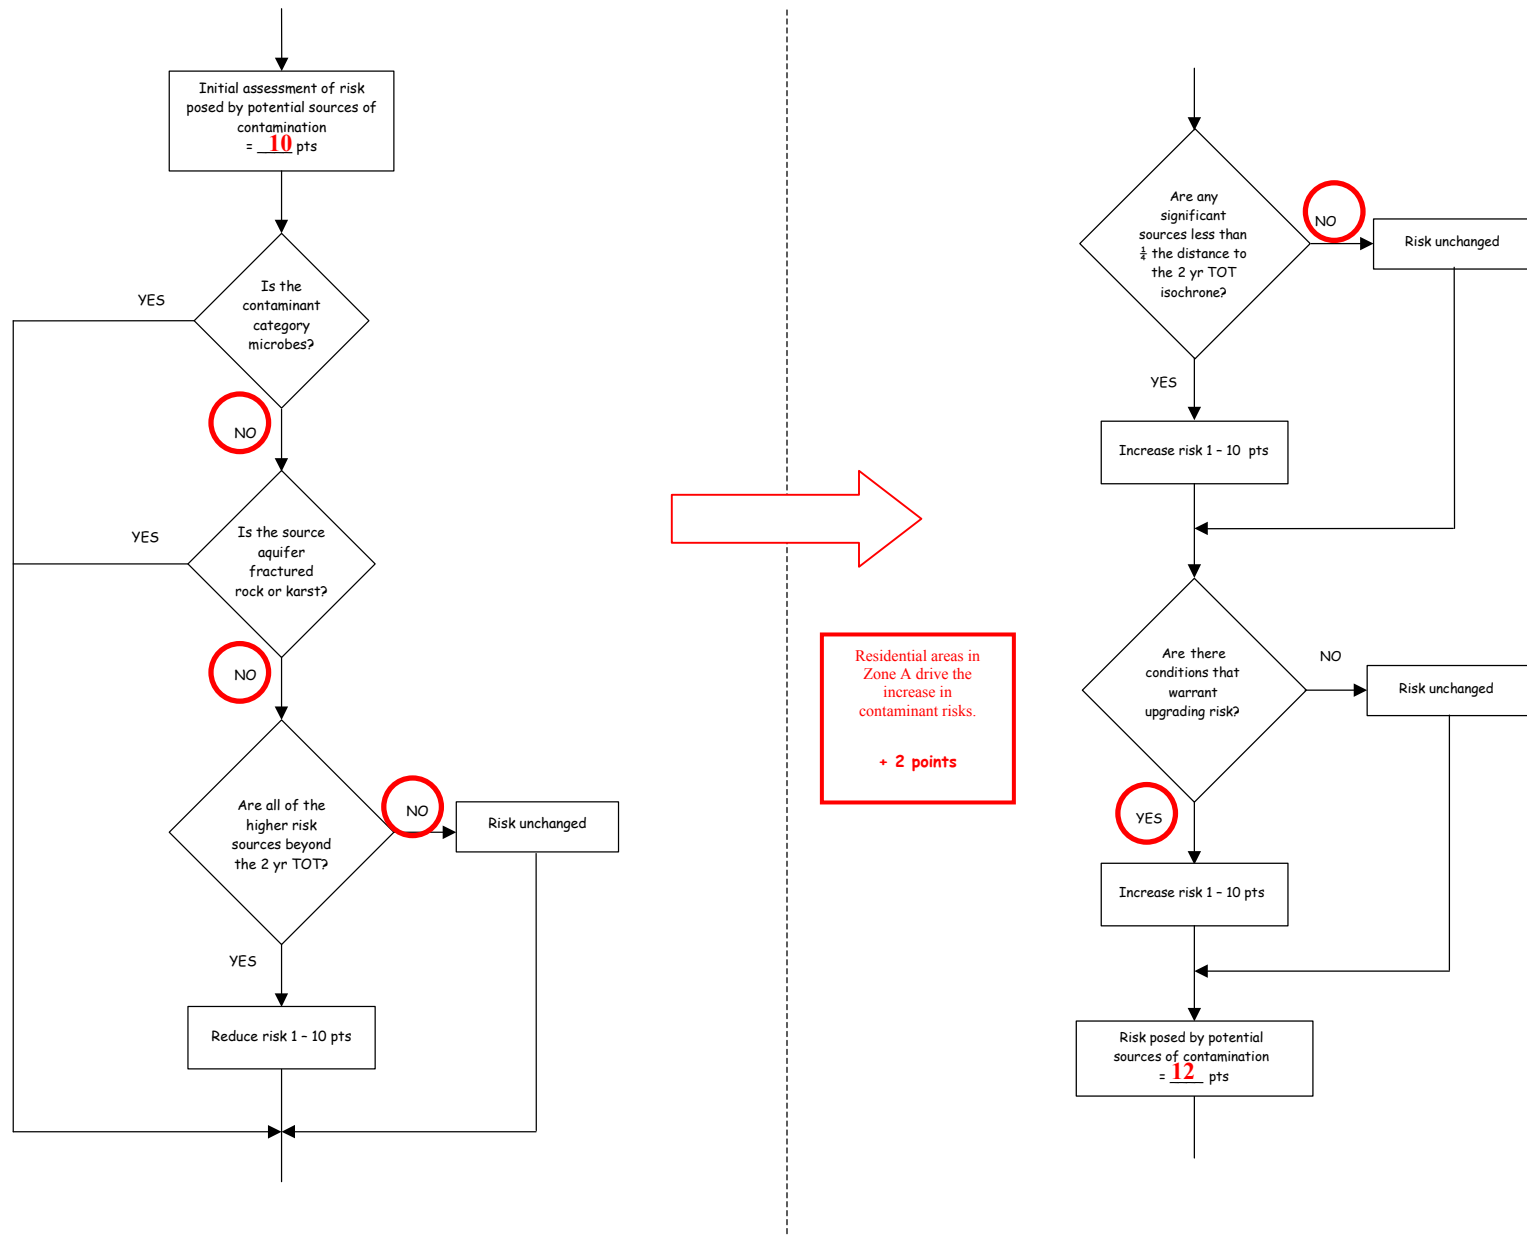 Initial assessment of risk
posed by potential sources of
contamination
= 10 pts
Is the
contaminant
category
microbes?
YES
NO
Is the source
aquifer
fractured
rock or karst?
YES
NO
Are all of the
higher risk
sources beyond
the 2 yr TOT?
NO
Risk unchanged
YES
Reduce risk 1 – 10 pts
Residential areas in
Zone A drive the
increase in
contaminant risks.
+ 2 points
Are any
significant
sources less than
¼ the distance to
the 2 yr TOT
isochrone?
NO
Risk unchanged
YES
Increase risk 1 – 10 pts
Are there
conditions that
warrant
upgrading risk?
NO
Risk unchanged
YES
Increase risk 1 – 10 pts
Risk posed by potential
sources of contamination
= 12 pts